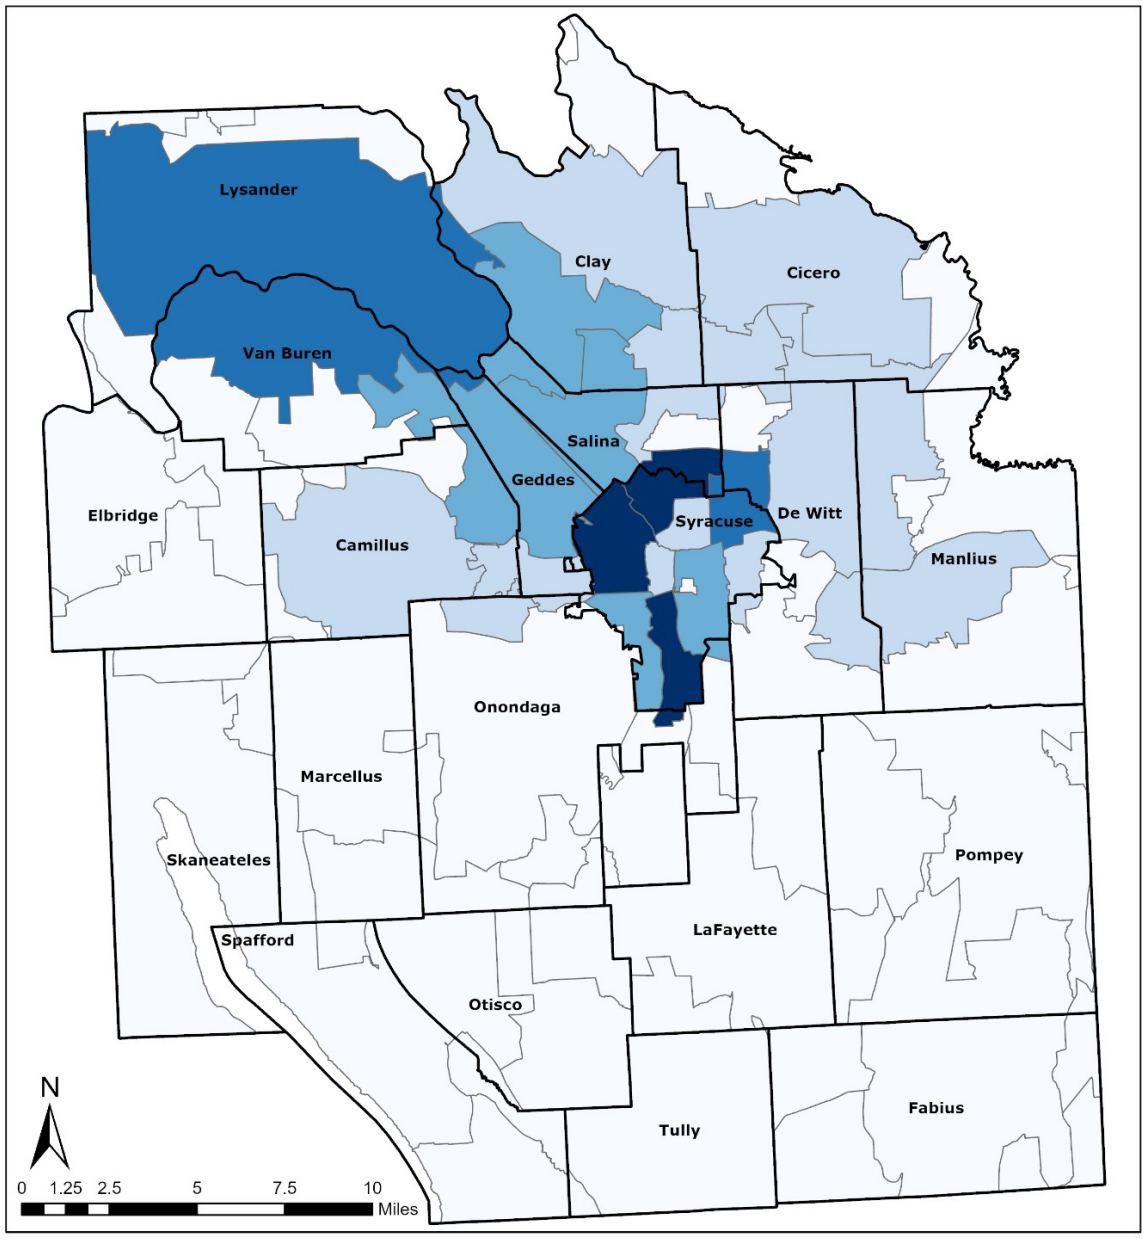 Lysander
Clay
Cicero
Van Buren
Salina
Geddes
Elbridge
Syracuse
De Witt
Camillus
Manlius
Onondaga
Marcellus
Skaneateles
Pompey
LaFayette
Spafford
Otisco
N
Fabius
Tully
0 1.25 2.5 5 7.5 10
Miles